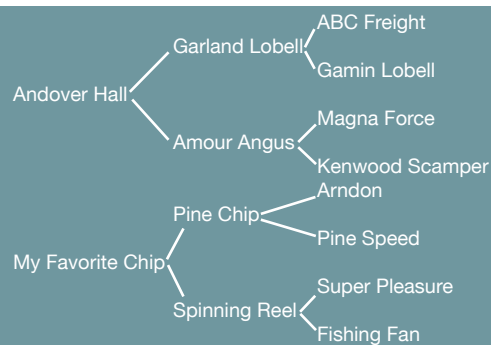 ABC Freight
Garland Lobell
Gamin Lobell
Andover Hall
Magna Force
Amour Angus
Kenwood Scamper
Arndon
Pine Chip
Pine Speed
My Favorite Chip
Super Pleasure
Spinning Reel
Fishing Fan